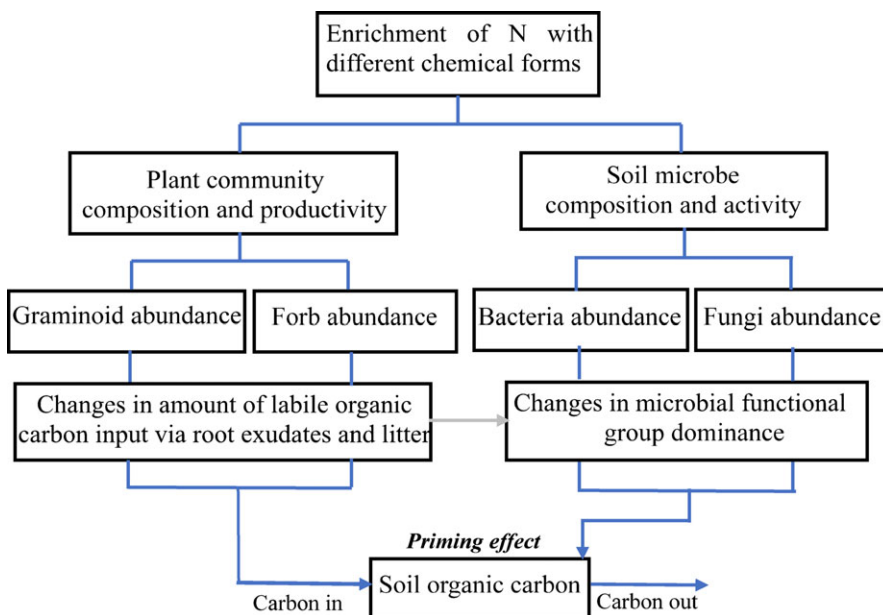 Enrichment of N with
different chemical forms
Plant community
composition and productivity
Soil microbe
composition and activity
Graminoid abundance
Forb abundance
Bacteria abundance
Fungi abundance
Changes in amount of labile organic
carbon input via root exudates and litter
Changes in microbial functional
group dominance
Priming effect
Soil organic carbon
Carbon in
Carbon out